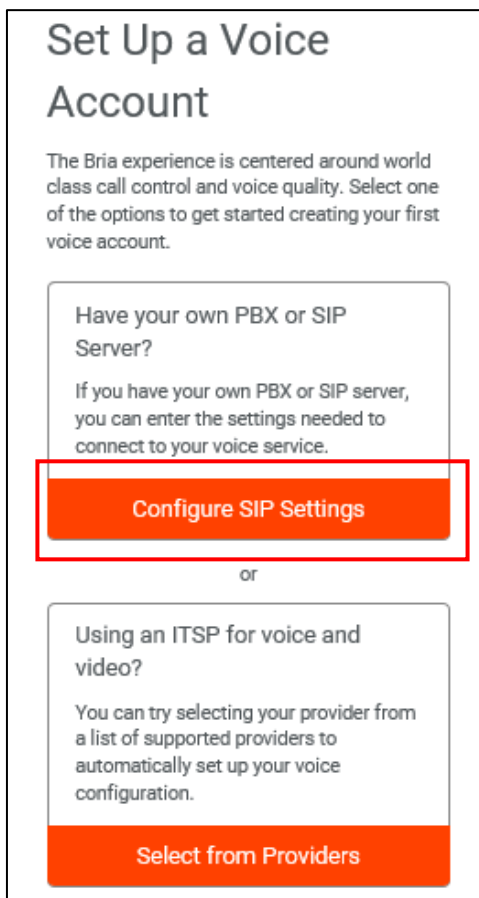 Set Up a Voice
Account
The Bria experience is centered around world
class call control and voice quality. Select one
of the options to get started creating your first
voice account.
Have your own PBX or SIP
Server?
If you have your own PBX or SIP server,
you can enter the settings needed to
connect to your voice service.
Configure SIP Settings
or
Using an ITSP for voice and
video?
You can try selecting your provider from
a list of supported providers to
automatically set up your voice
configuration.
Select from Providers